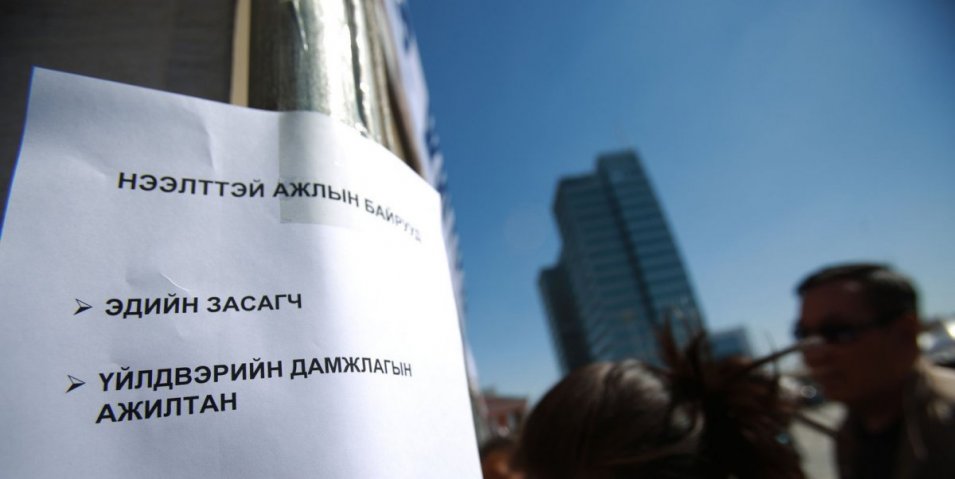 НЭЭЛТТЭЙ АЖЛЫН БАЙРУУД
ЭДИЙН ЗАСАГЧ
ҮЙЛДВЭРИЙН ДАМЖЛАГЫН
АЖИЛТАН